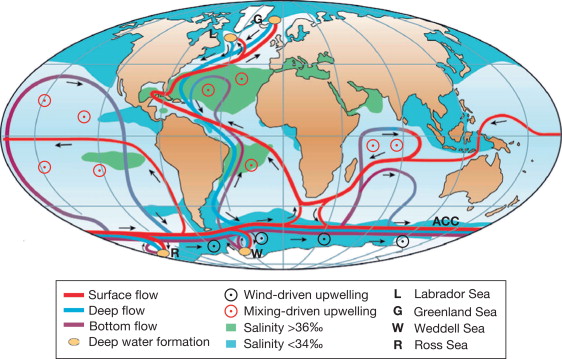 L
G
ACC
R
W
Surface flow
Deep flow
Bottom flow
Deep water formation
Wind-driven upwelling
Mixing-driven upwelling
Salinity >36‰
Salinity <34‰
L Labrador Sea
G Greenland Sea
W Weddell Sea
R Ross Sea